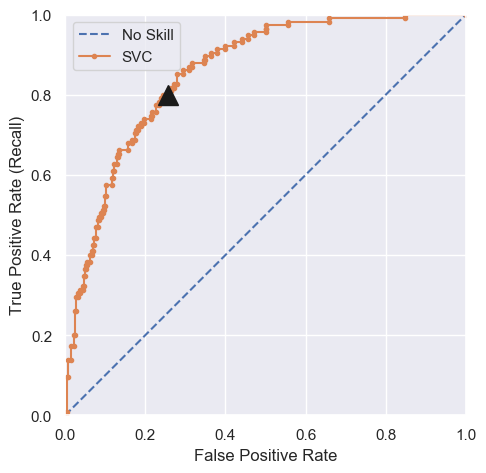 No Skill
SVC
True Positive Rate (Recall)
1.0
0.8
0.6
0.4
0.2
0.0
0.0 0.2 0.4 0.6 0.8 1.0
False Positive Rate